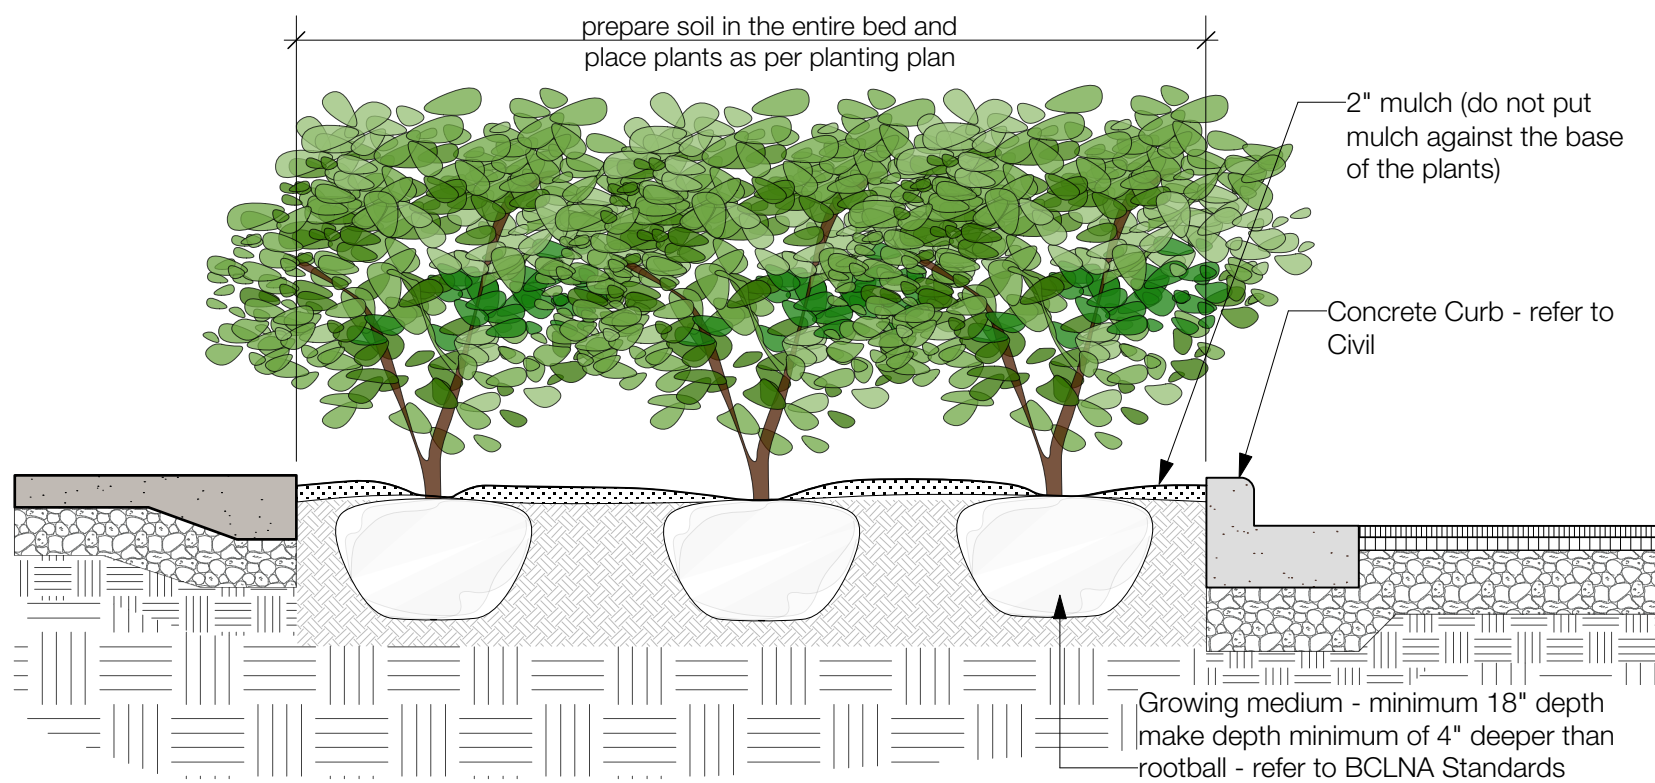 prepare soil in the entire bed and
place plants as per planting plan
2" mulch (do not put
mulch against the base
of the plants)
Concrete Curb - refer to
Civil
Growing medium - minimum 18" depth
make depth minimum of 4" deeper than
rootball - refer to BCLNA Standards